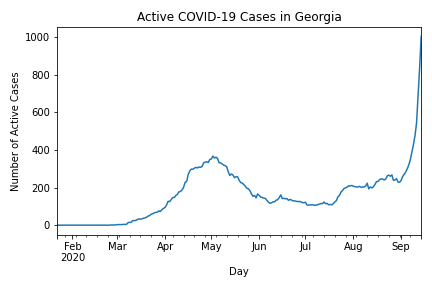 Active COVID-19 Cases in Georgia
1000
800
600
400
200
0
Number of Active Cases
Feb Mar Apr May Jun Jul Aug Sep
2020
Day